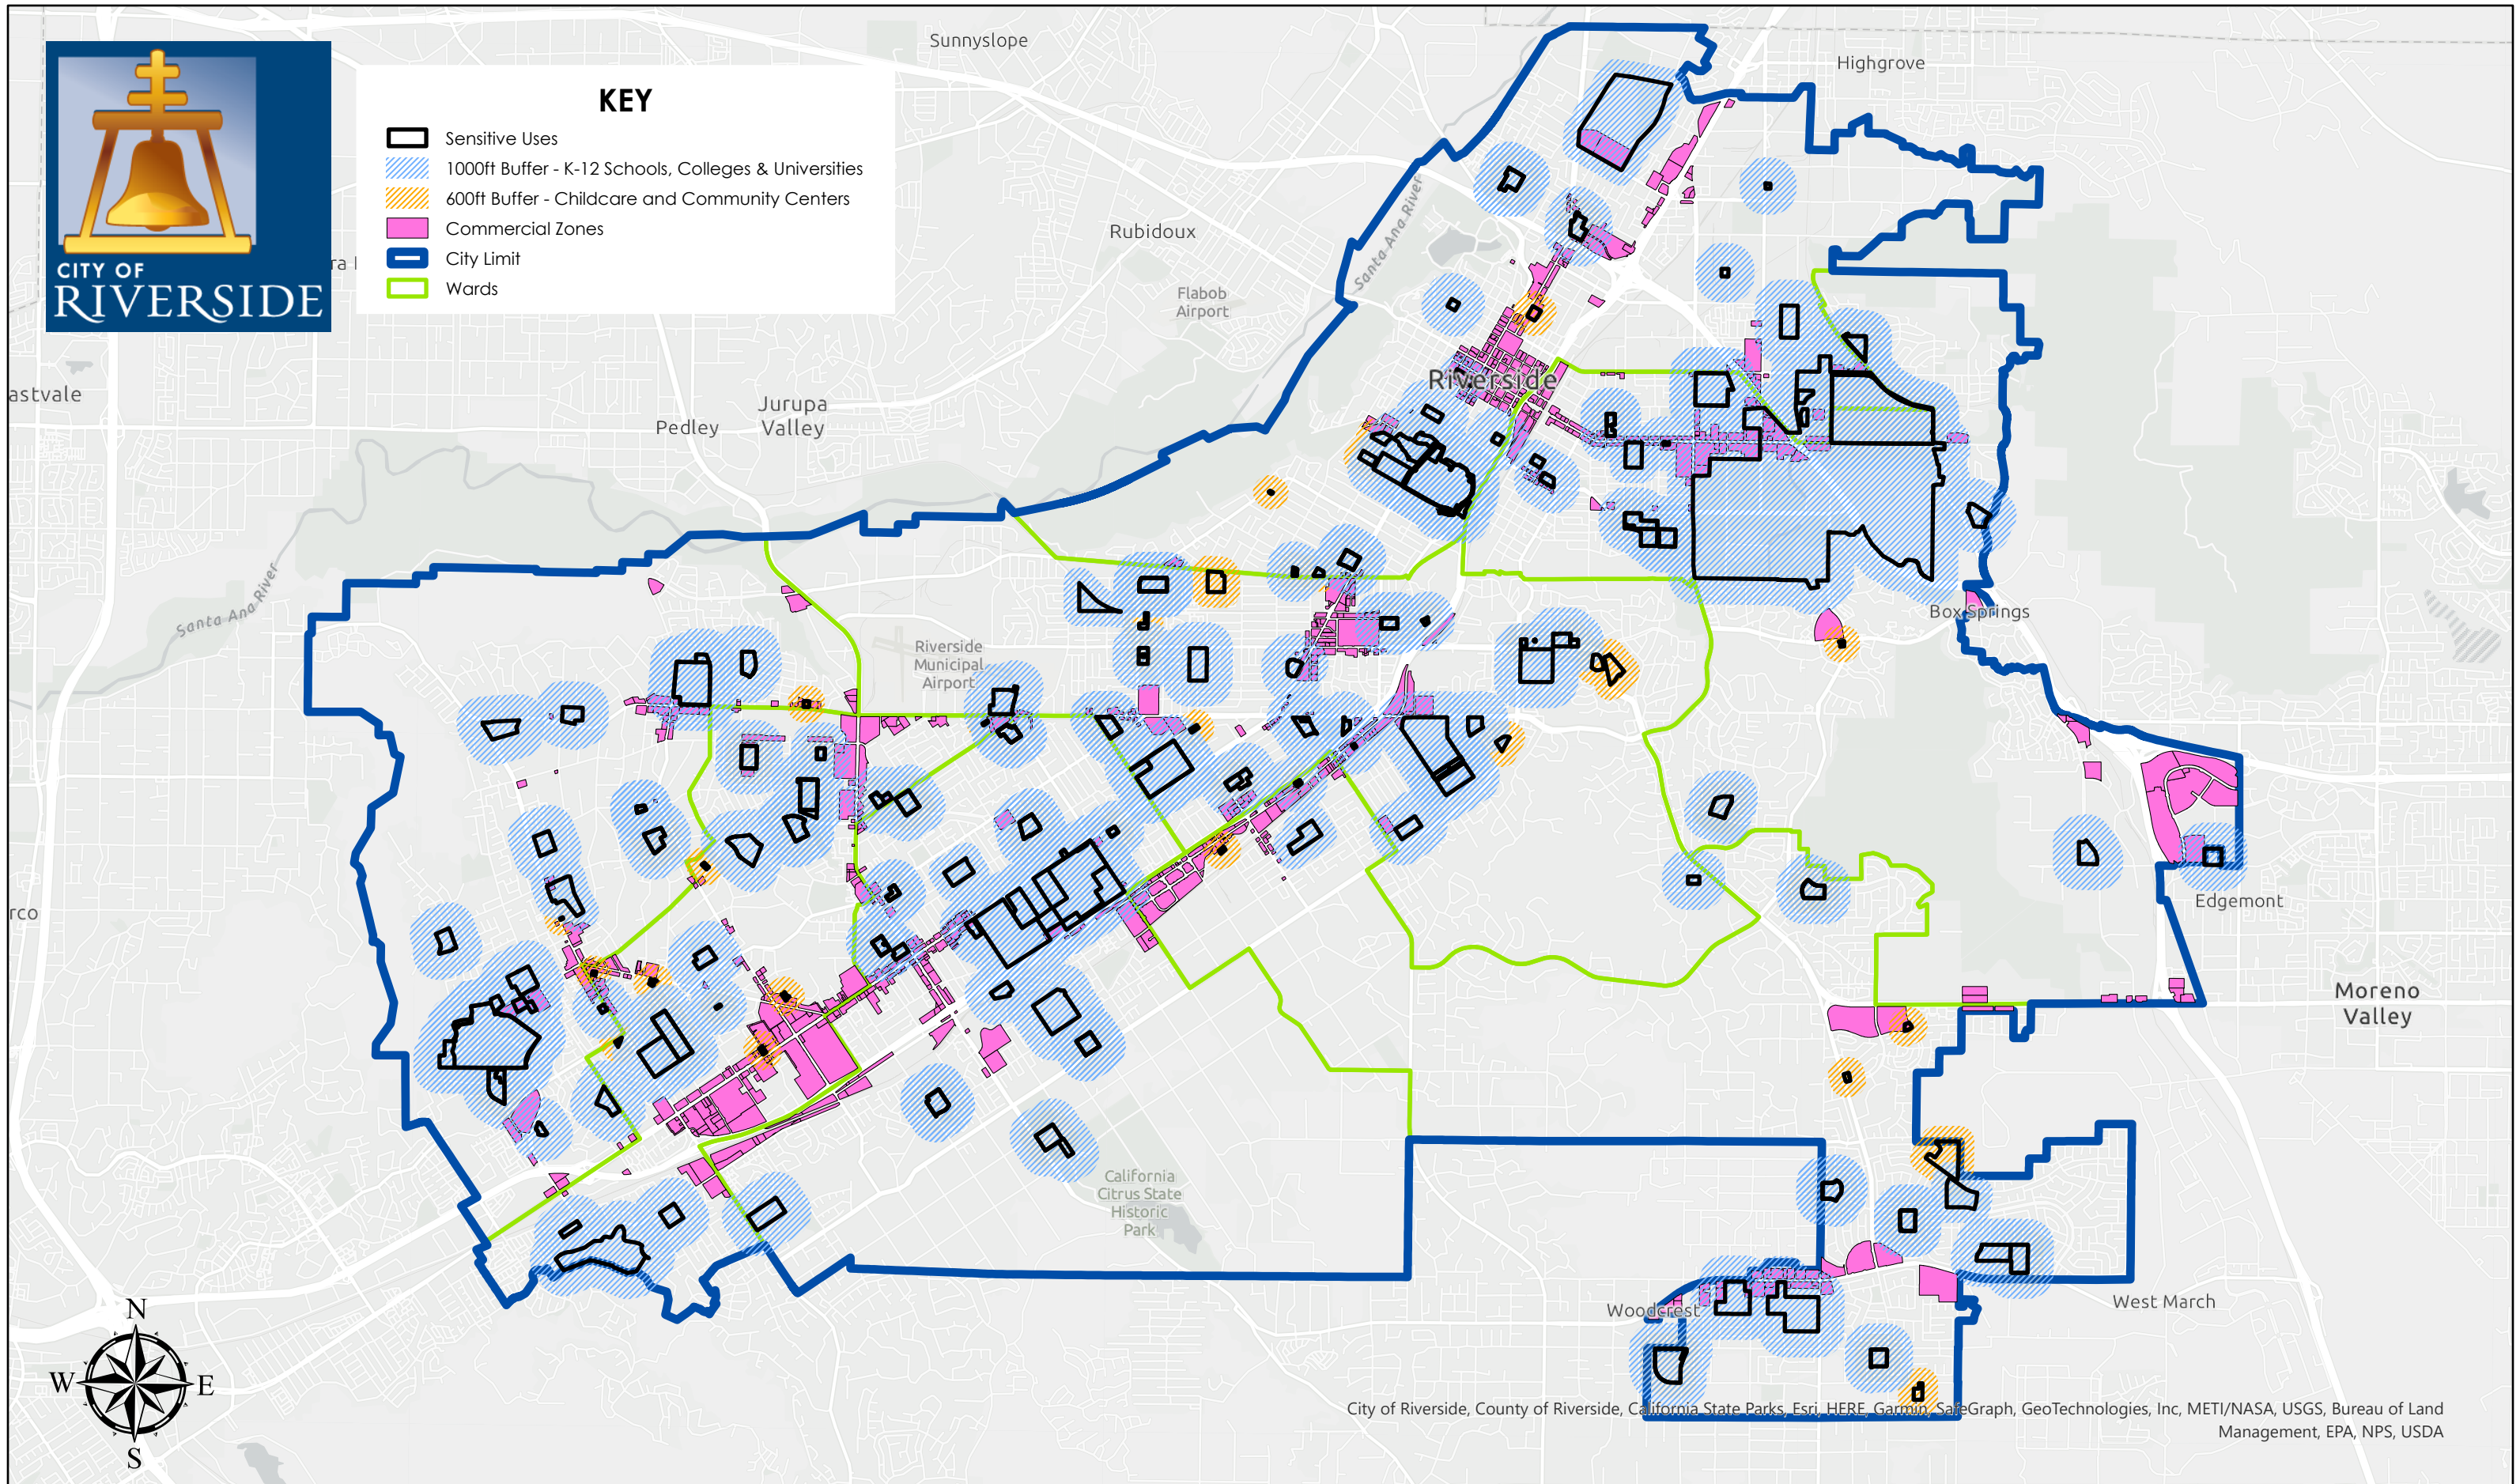 CITY OF
RIVERSIDE
KEY
Sensitive Uses
1000ft Buffer - K-12 Schools, Colleges & Universities
600ft Buffer - Childcare and Community Centers
Commercial Zones
City Limit
Wards
Sunnyslope
Highgrove
Rubidoux
Santa Ana River
ra
Flabob
Airport
Riverside
astvale
Jurupa
Valley
Pedley
Santa Ana River
Box Springs
Riverside
Municipal
Airport
rco
Edgemont
Moreno
Valley
California
Citrus State
Historic
Park
Woodcrest
West March
N
W
E
S
City of Riverside, County of Riverside, California State Parks, Esri, HERE, Garmin, SafeGraph, GeoTechnologies, Inc, METI/NASA, USGS, Bureau of Land
Management, EPA, NPS, USDA